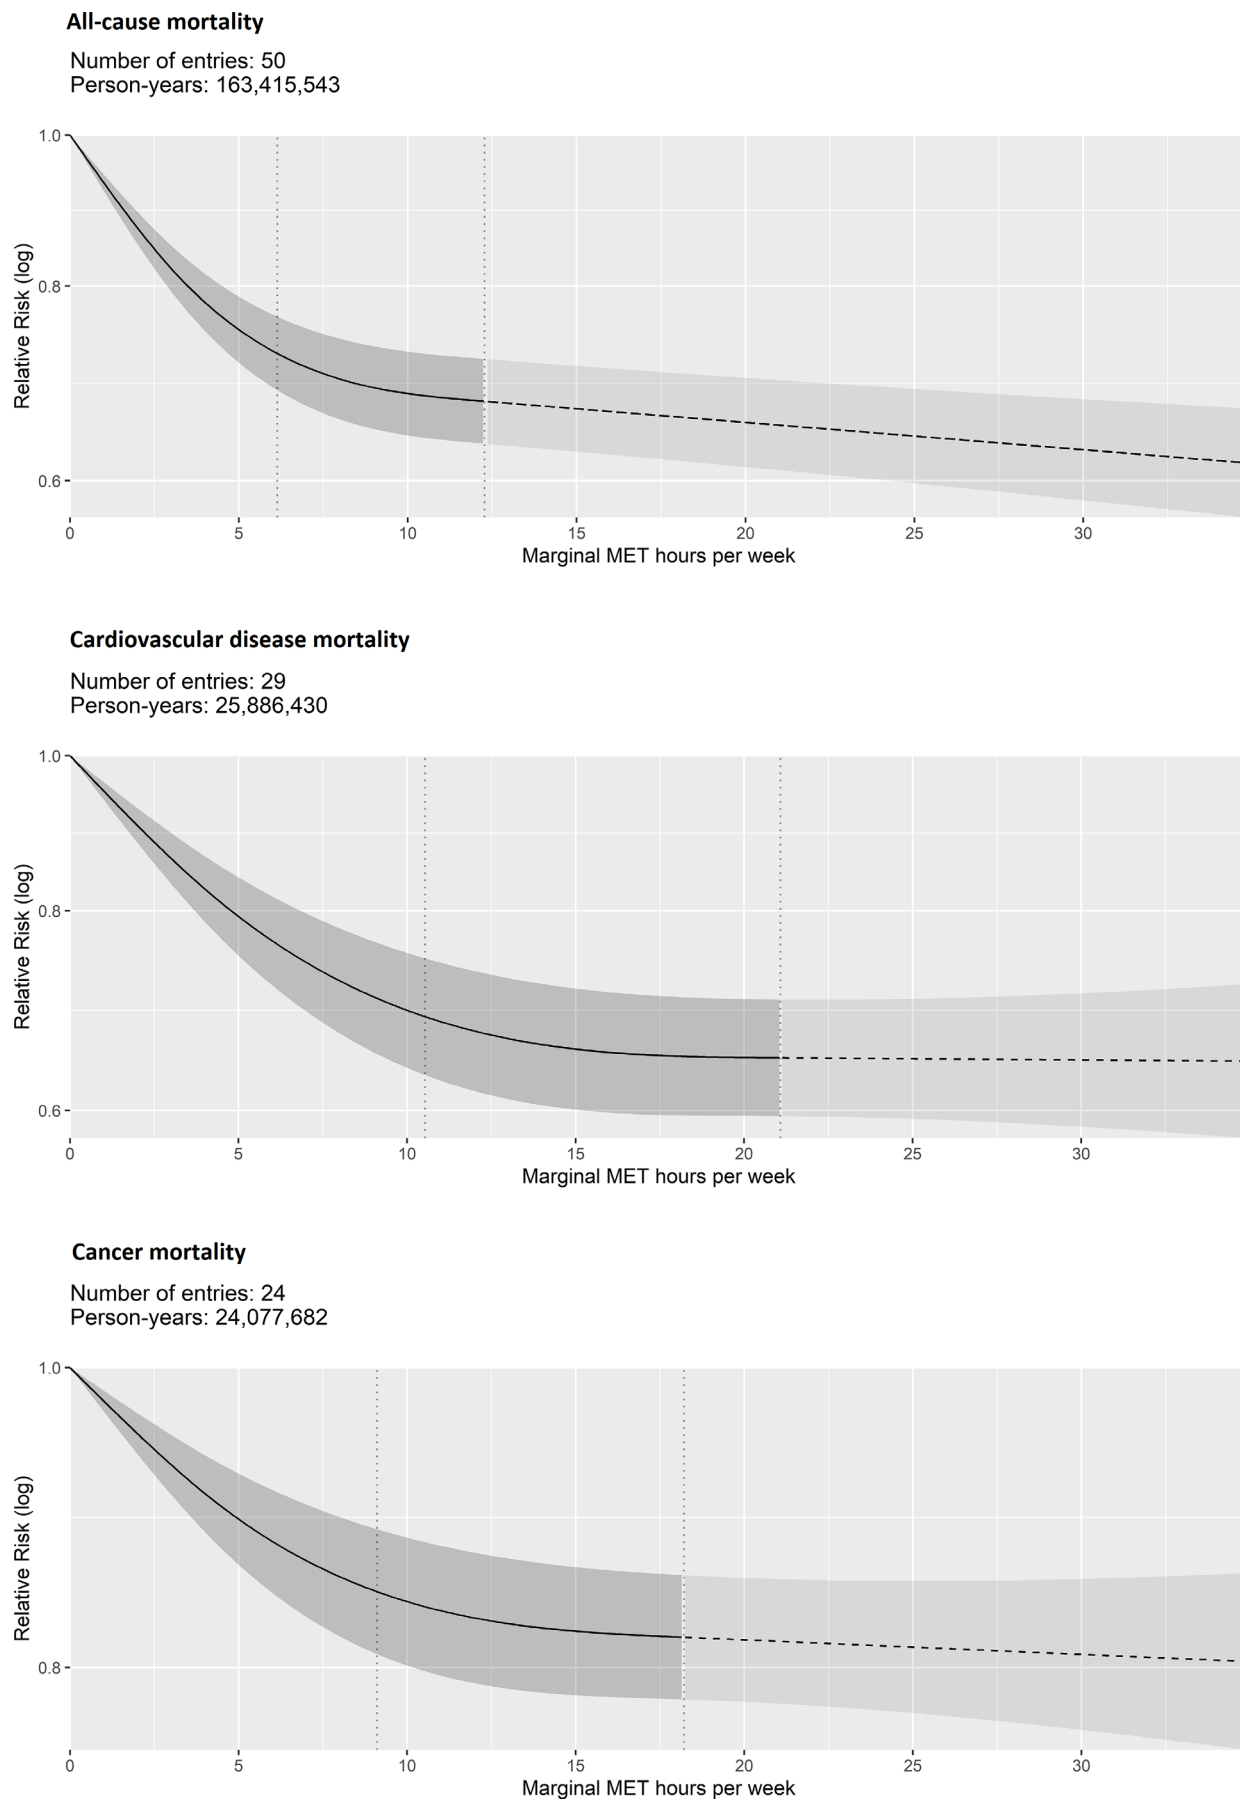 All-cause mortality
Number of entries: 50
Person-years: 163,415,543
1.0
0.8
0.6
Relative Risk (log)
0 5 10 15 20 25 30
Marginal MET hours per week
Cardiovascular disease mortality
Number of entries: 29
Person-years: 25,886,430
1.0
0.8
0.6
Relative Risk (log)
0 5 10 15 20 25 30
Marginal MET hours per week
Cancer mortality
Number of entries: 24
Person-years: 24,077,682
1.0
0.8
Relative Risk (log)
0 5 10 15 20 25 30
Marginal MET hours per week